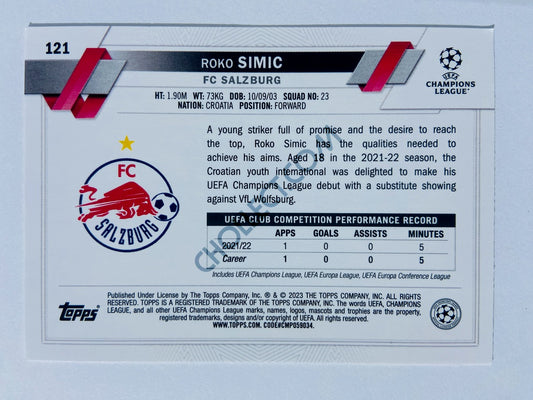 121
ROKO SIMIC
FC SALZBURG
UEFA
CHAMPIONS
LEAGUE
HT: 1.90M WT: 73KG DOB: 10/09/03 SQUAD NO: 23
NATION: CROATIA POSITION: FORWARD
A young striker full of promise and the desire to reach
the top, Roko Simic has the qualities needed to
achieve his aims. Aged 18 in the 2021-22 season, the
Croatian youth international was delighted to make his
UEFA Champions League debut with a substitute showing
against VfL Wolfsburg.
FC
SALZBURG
UEFA CLUB COMPETITION PERFORMANCE RECORD
APPS GOALS ASSISTS MINUTES
2021/22 1 0 0 5
Career 1 0 0 5
Includes UEFA Champions League, UEFA Europa League, UEFA Europa Conference League
CHOLLECT.COM
Topps
Published Under License by The Topps Company, Inc. ® & © 2023 THE TOPPS COMPANY, INC. ALL RIGHTS
RESERVED. TOPPS IS A REGISTERED TRADEMARK OF THE TOPPS COMPANY, INC. The words UEFA, CHAMPIONS
LEAGUE, and all other UEFA Champions League marks, names, logos, mascots and trophies are the property,
registered trademarks, designs and/or copyright of UEFA. All rights reserved.
WWW.TOPPS.COM. CODE#CMP059034.